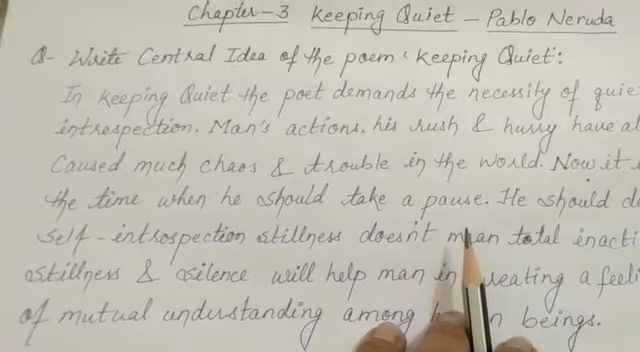 Chapter-3 Keeping Quiet - Pablo Neruda
Q- Write Central Idea of the poem 'Keeping Quiet':
In Keeping Quiet the poet demands the necessity of
introspection. Man's actions, his rush & hurry have
Caused much chaos & trouble in the world. Now it
the time when he should take a pause. He should
self-introspection stillness doesn't mean total
stillness & silence will help man in a
of mutual understanding among beings.